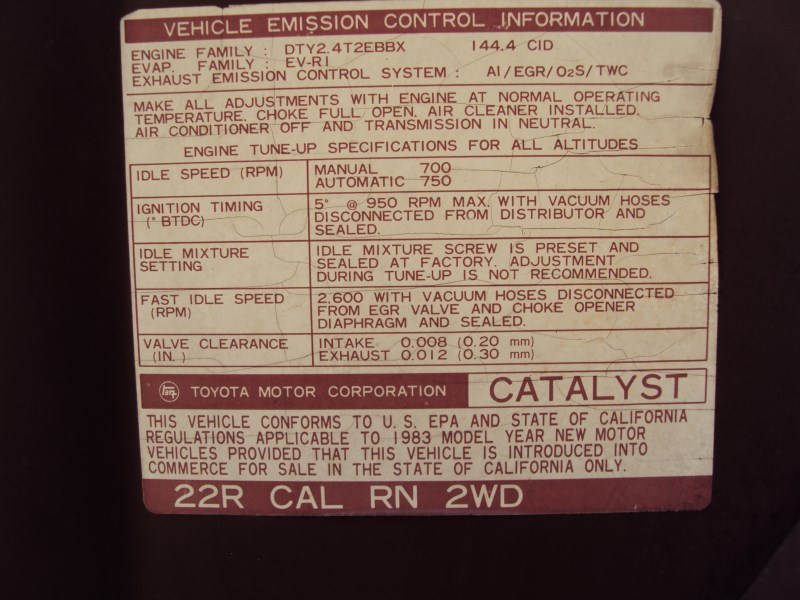 VEHICLE EMISSION CONTROL INFORMATION
ENGINE FAMILY : DTY2.4T2EBBX 144.4 CID
EVAP. FAMILY : EV-RI
EXHAUST EMISSION CONTROL SYSTEM : AI/EGR/O2S/TWC
MAKE ALL ADJUSTMENTS WITH ENGINE AT NORMAL OPERATING
TEMPERATURE, CHOKE FULL OPEN, AIR CLEANER INSTALLED,
AIR CONDITIONER OFF AND TRANSMISSION IN NEUTRAL.
ENGINE TUNE-UP SPECIFICATIONS FOR ALL ALTITUDES
IDLE SPEED (RPM)
MANUAL 700
AUTOMATIC 750
IGNITION TIMING
(° BTDC)
5° @ 950 RPM MAX. WITH VACUUM HOSES
DISCONNECTED FROM DISTRIBUTOR AND
SEALED.
IDLE MIXTURE
SETTING
IDLE MIXTURE SCREW IS PRESET AND
SEALED AT FACTORY. ADJUSTMENT
DURING TUNE-UP IS NOT RECOMMENDED.
FAST IDLE SPEED
(RPM)
2,600 WITH VACUUM HOSES DISCONNECTED
FROM EGR VALVE AND CHOKE OPENER
DIAPHRAGM AND SEALED.
VALVE CLEARANCE
(IN.)
INTAKE 0.008 (0.20 mm)
EXHAUST 0.012 (0.30 mm)
TEQ TOYOTA MOTOR CORPORATION
CATALYST
THIS VEHICLE CONFORMS TO U.S. EPA AND STATE OF CALIFORNIA
REGULATIONS APPLICABLE TO 1983 MODEL YEAR NEW MOTOR
VEHICLES PROVIDED THAT THIS VEHICLE IS INTRODUCED INTO
COMMERCE FOR SALE IN THE STATE OF CALIFORNIA ONLY.
22R CAL RN 2WD